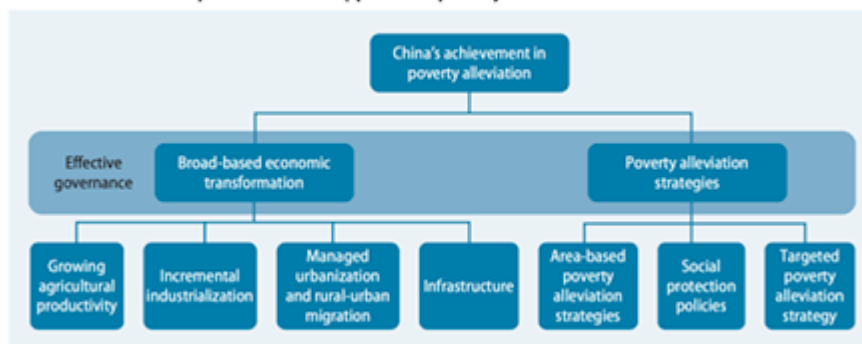 China's achievement in
poverty alleviation
Effective
governance
Broad-based economic
transformation
Poverty alleviation
strategies
Growing
agricultural
productivity
Incremental
industrialization
Managed
urbanization
and rural-urban
migration
Infrastructure
Area-based
poverty
alleviation
strategies
Social
protection
policies
Targeted
poverty
alleviation
strategy